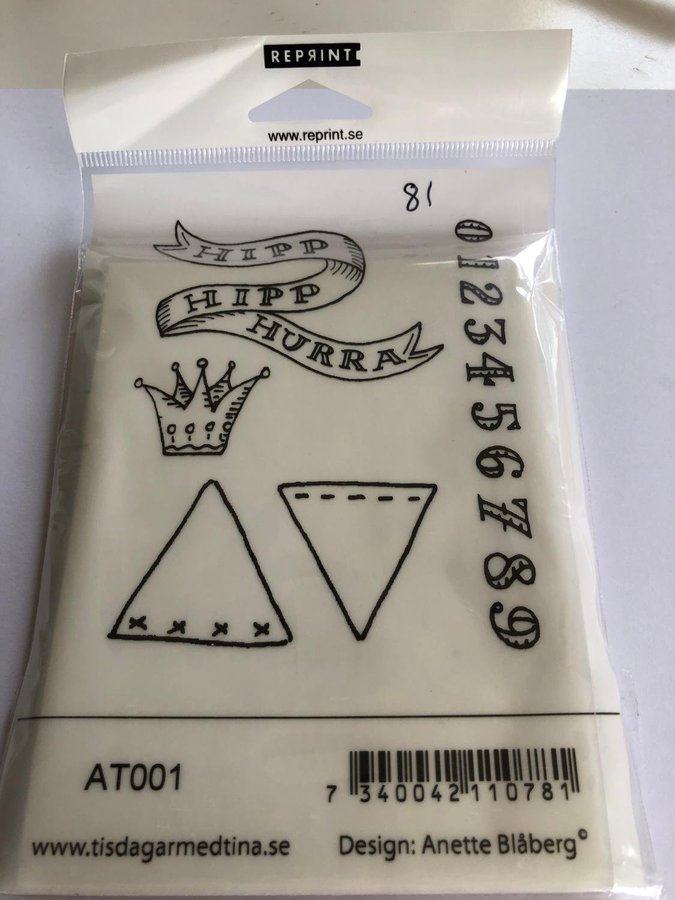 REPRINT
www.reprint.se
81
HIPP
HIPP
HURRA
0123456789
AT001
7 340042 110781
www.tisdagarmedtina.se
Design: Anette Blåberg©